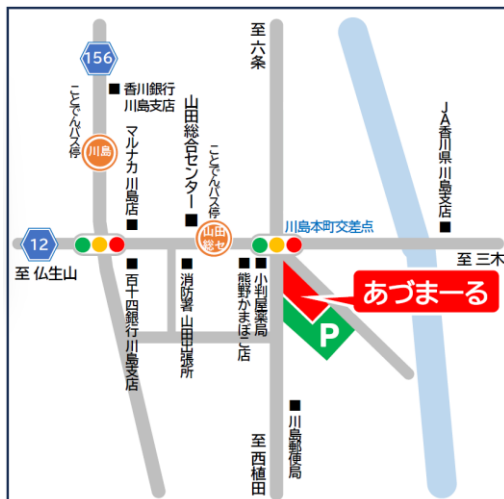 156
至六条
香川銀行
川島支店
ことでんバス停
川島
マルナカ 川島店
山田総合センター
ことでんバス停
山田
総セ
JA香川県 川島支店
川島本町交差点
12
至 仏生山
至 三木
百十四銀行 川島支店
消防署 山田出張所
熊野かまぼこ店
小判屋薬局
あづまーる
P
川島郵便局
至西植田